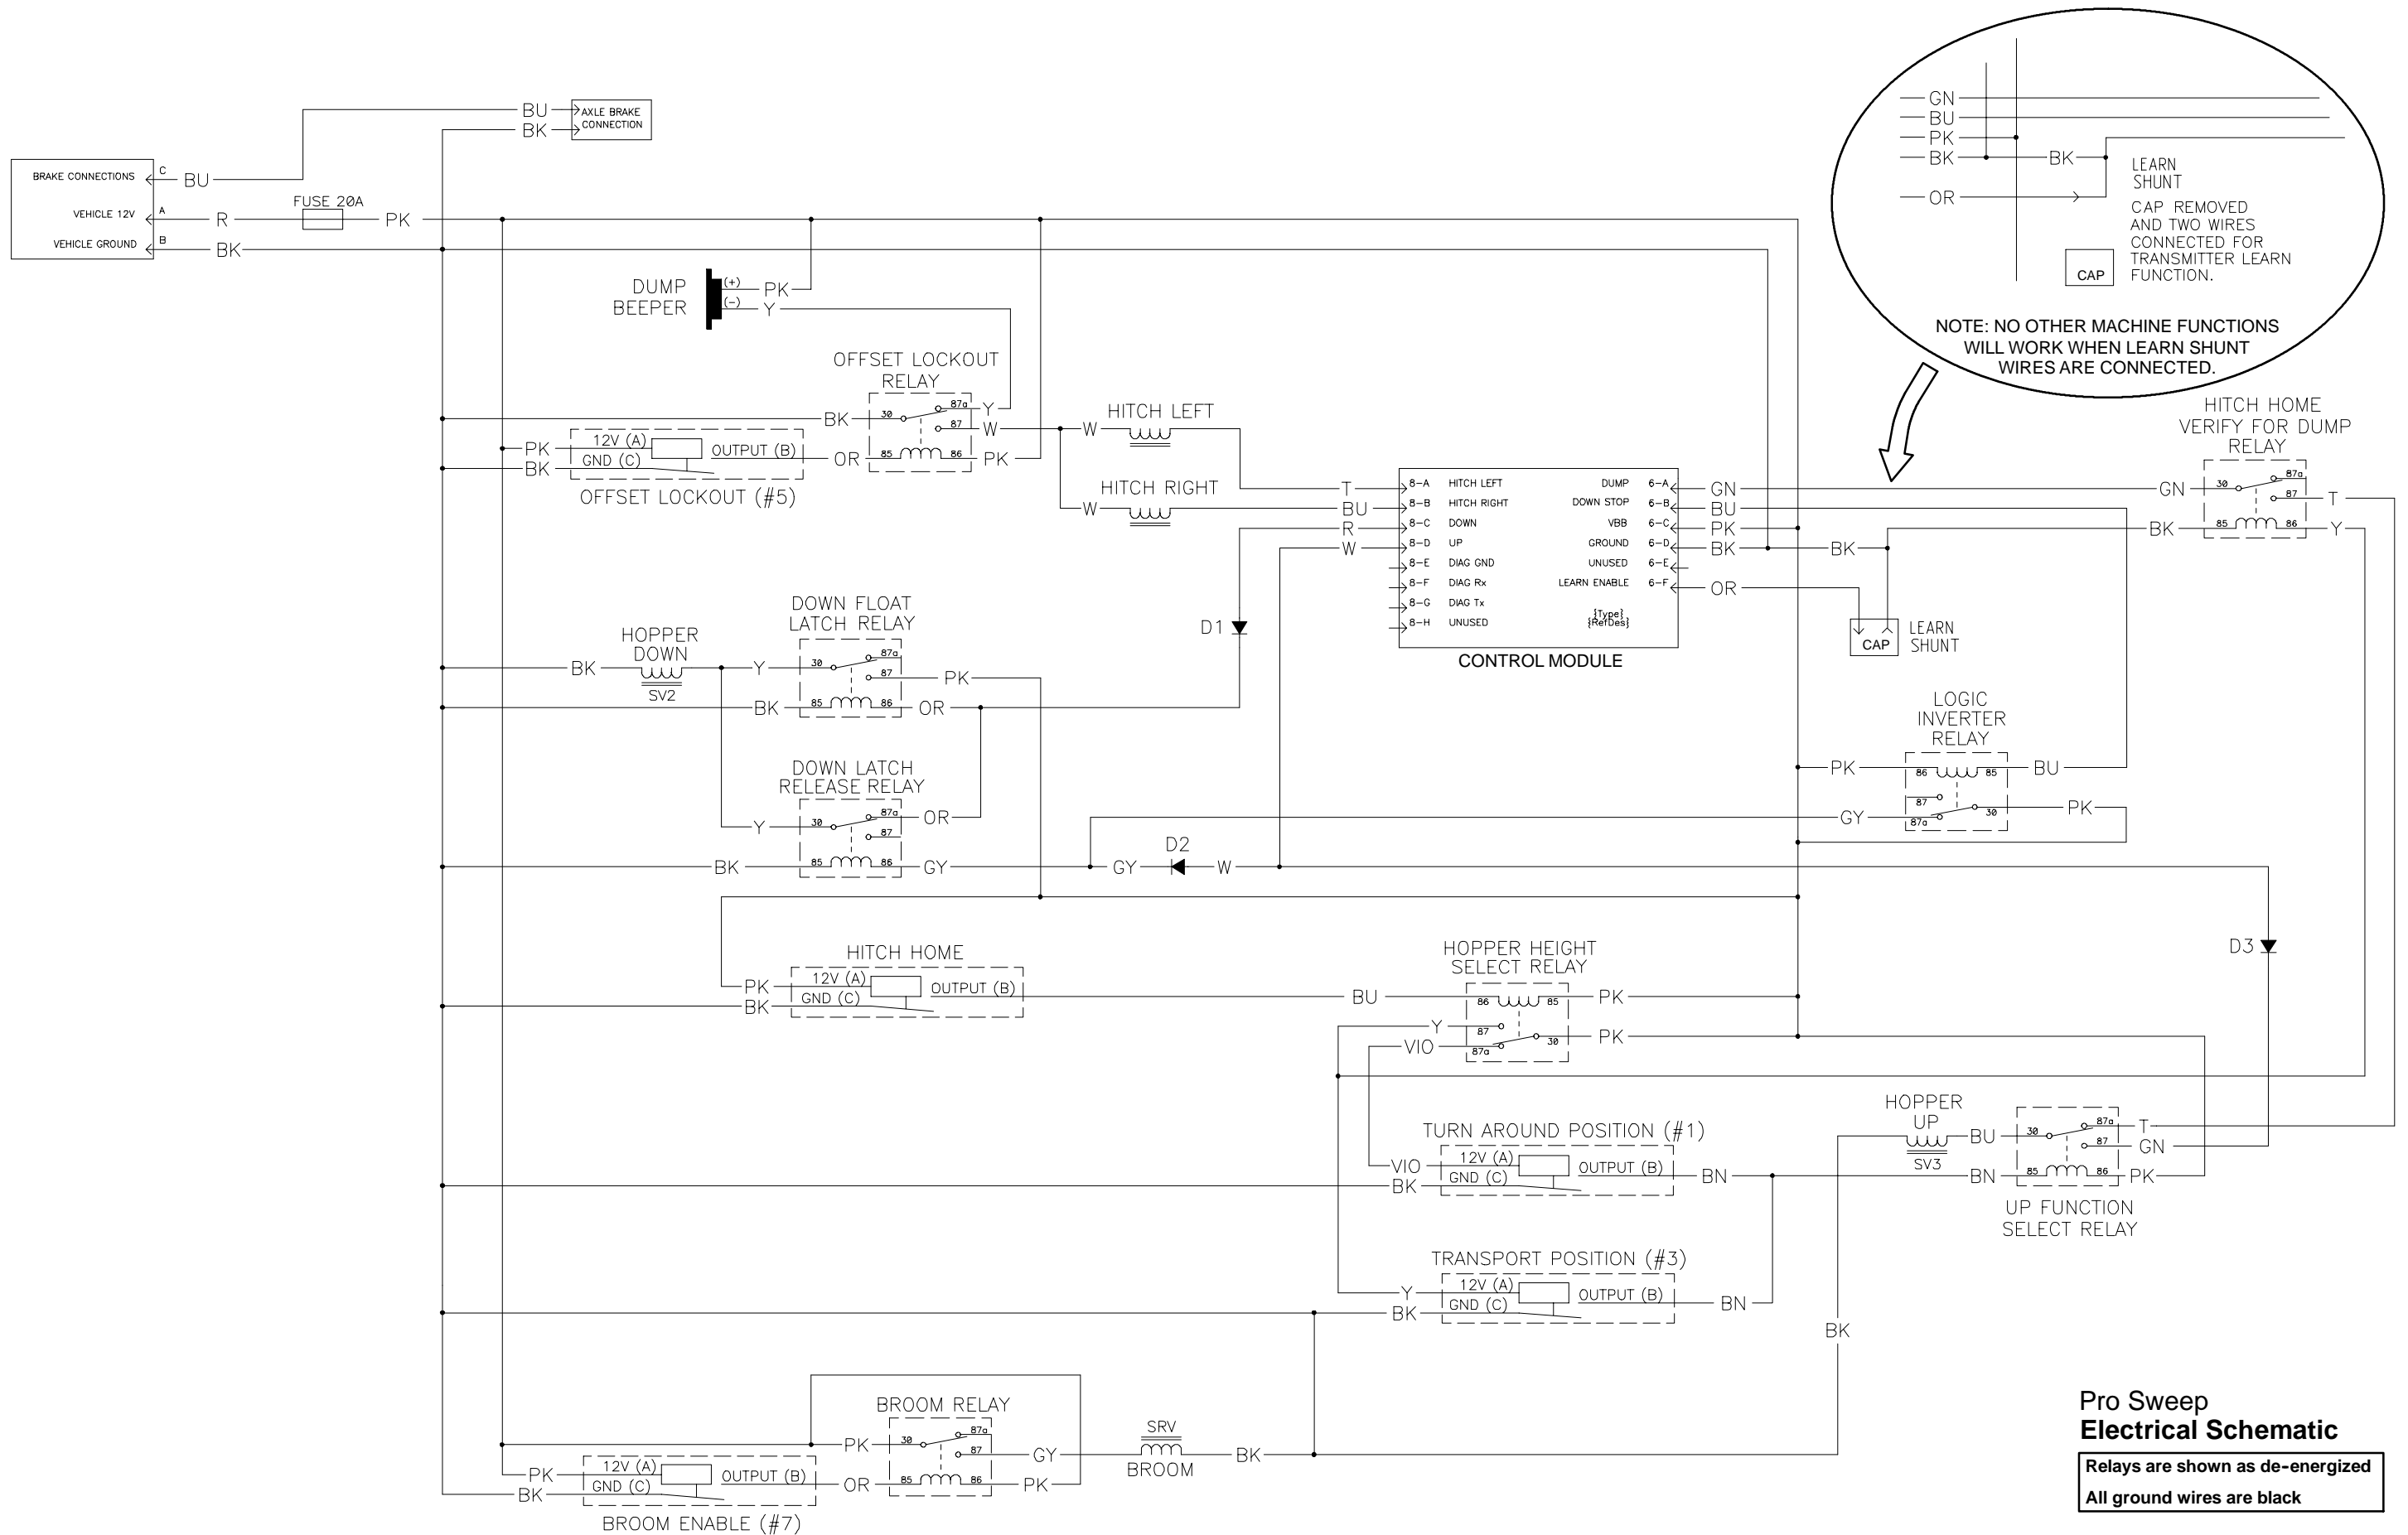 GN
BU
PK
BK
BK
OR
LEARN
SHUNT
CAP REMOVED
AND TWO WIRES
CONNECTED FOR
TRANSMITTER LEARN
FUNCTION.
CAP
NOTE: NO OTHER MACHINE FUNCTIONS
WILL WORK WHEN LEARN SHUNT
WIRES ARE CONNECTED.
BU
BK
AXLE BRAKE
CONNECTION
BRAKE CONNECTIONS
C
BU
VEHICLE 12V
A
R
FUSE 20A
PK
VEHICLE GROUND
B
BK
DUMP
BEEPER
(+)
PK
(-)
Y
OFFSET LOCKOUT
RELAY
BK
30
87a
Y
87
W
85
86
PK
PK
12V (A)
OUTPUT (B)
OR
BK
GND (C)
OFFSET LOCKOUT (#5)
W
HITCH LEFT
W
HITCH RIGHT
T
BU
R
W
8-A HITCH LEFT
8-B HITCH RIGHT
8-C DOWN
8-D UP
8-E DIAG GND
8-F DIAG Rx
8-G DIAG Tx
8-H UNUSED
DUMP 6-A
DOWN STOP 6-B
VBB 6-C
GROUND 6-D
UNUSED 6-E
LEARN ENABLE 6-F
{Type}
{RefDes}
CONTROL MODULE
GN
BU
PK
BK
BK
OR
HITCH HOME
VERIFY FOR DUMP
RELAY
GN
30
87a
87
T
BK
85
86
Y
CAP
LEARN
SHUNT
D1
HOPPER
DOWN
BK
SV2
Y
DOWN FLOAT
LATCH RELAY
30
87a
87
PK
BK
85
86
OR
DOWN LATCH
RELEASE RELAY
Y
30
87a
OR
87
BK
85
86
GY
GY
D2
W
LOGIC
INVERTER
RELAY
PK
86
85
BU
87
30
PK
GY
87a
D3
HITCH HOME
PK
12V (A)
OUTPUT (B)
BK
GND (C)
BU
HOPPER HEIGHT
SELECT RELAY
86
85
PK
Y
87
30
PK
VIO
87a
TURN AROUND POSITION (#1)
VIO
12V (A)
OUTPUT (B)
BN
BK
GND (C)
HOPPER
UP
SV3
BU
30
87a
T
87
GN
BN
85
86
PK
UP FUNCTION
SELECT RELAY
TRANSPORT POSITION (#3)
Y
12V (A)
OUTPUT (B)
BN
BK
GND (C)
BK
BROOM RELAY
PK
30
87a
87
GY
85
86
PK
SRV
BROOM
BK
PK
12V (A)
OUTPUT (B)
OR
BK
GND (C)
BROOM ENABLE (#7)
Pro Sweep
Electrical Schematic
Relays are shown as de-energized
All ground wires are black